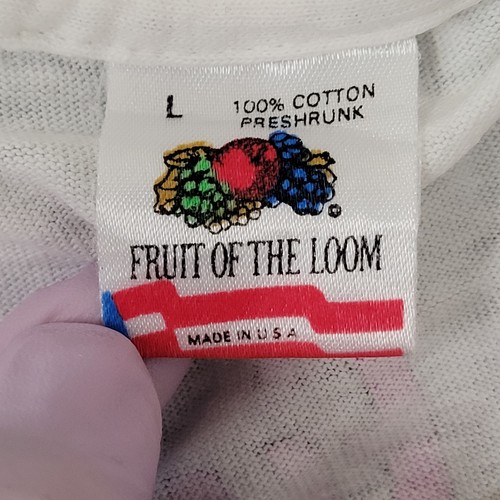 L
100% COTTON
PRESHRUNK
FRUIT OF THE LOOM
MADE IN U S A